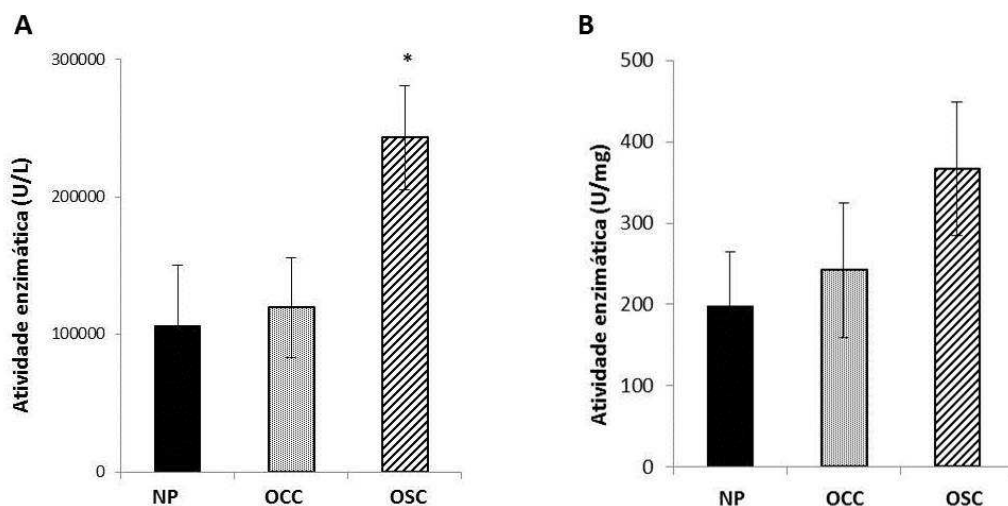 A
Atividade enzimática (U/L)
300000
*
200000
100000
0
NP OCC OSC
B
Atividade enzimática (U/mg)
500
400
300
200
100
0
NP OCC OSC